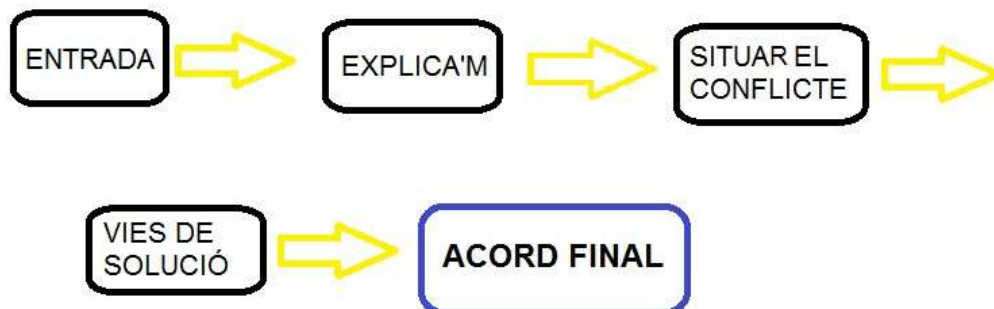 ENTRADA
EXPLICA'M
SITUAR EL
CONFLICTE
VIES DE
SOLUCIÓ
ACORD FINAL